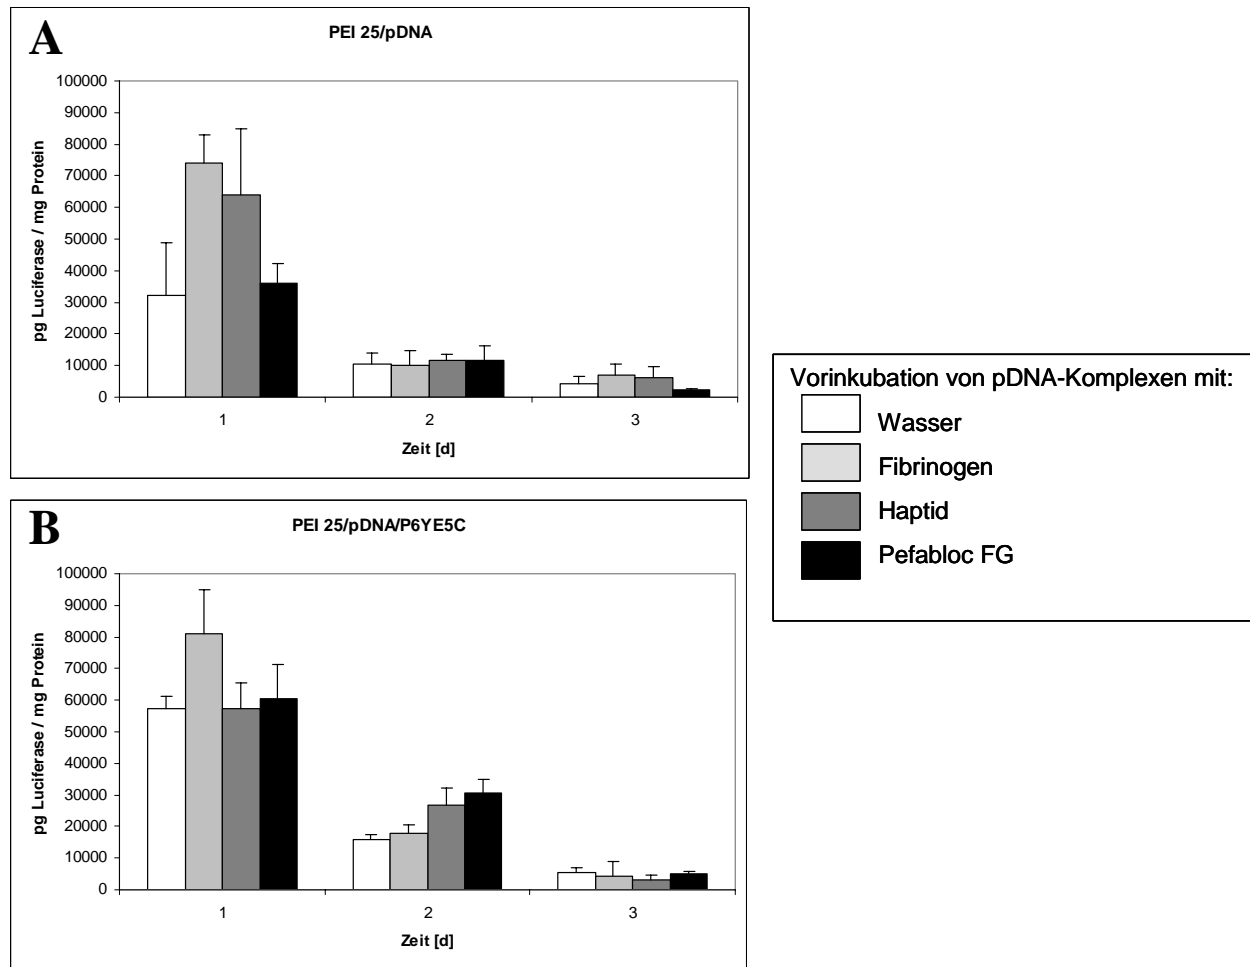 A
PEI 25/pDNA
100000
90000
80000
70000
60000
50000
40000
30000
20000
10000
0
pg Luciferase / mg Protein
1 2 3
Zeit [d]
B
PEI 25/pDNA/P6YE5C
100000
90000
80000
70000
60000
50000
40000
30000
20000
10000
0
pg Luciferase / mg Protein
1 2 3
Zeit [d]
Vorinkubation von pDNA-Komplexen mit:
Wasser
Fibrinogen
Haptid
Pefabloc FG